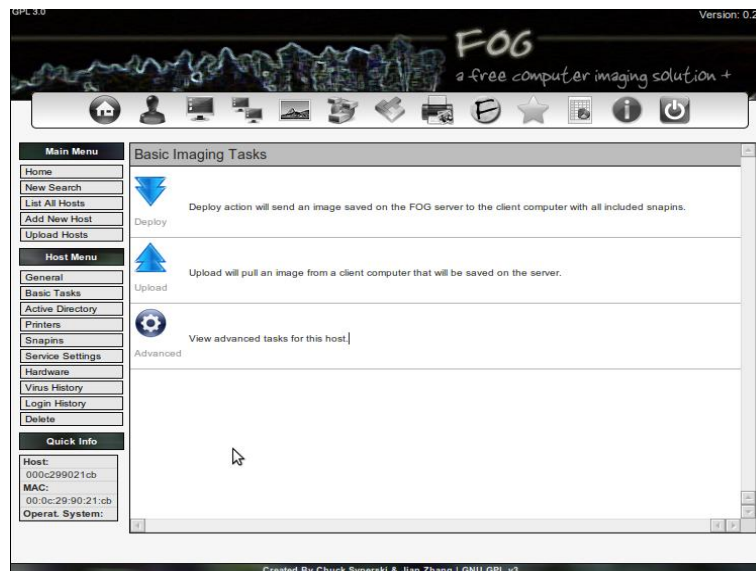 GPL 3.0
Version: 0.2
FOG
a free computer imaging solution +
Main Menu
Home
New Search
List All Hosts
Add New Host
Upload Hosts
Host Menu
General
Basic Tasks
Active Directory
Printers
Snapins
Service Settings
Hardware
Virus History
Login History
Delete
Quick Info
Host:
000c299021cb
MAC:
00:0c:29:90:21:cb
Operat. System:
Basic Imaging Tasks
Deploy
Deploy action will send an image saved on the FOG server to the client computer with all included snapins.
Upload
Upload will pull an image from a client computer that will be saved on the server.
Advanced
View advanced tasks for this host.
Created By Chuck Syperski & Jian Zhang | GNU GPL v3